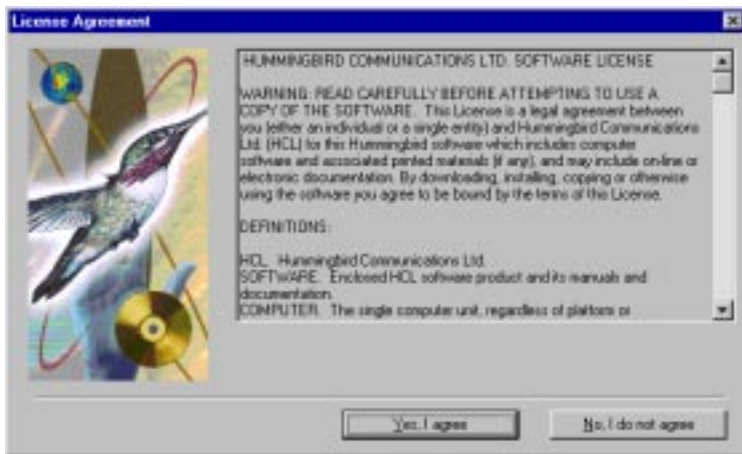 License Agreement
HUMMINGBIRD COMMUNICATIONS LTD. SOFTWARE LICENSE
WARNING: READ CAREFULLY BEFORE ATTEMPTING TO USE A
COPY OF THE SOFTWARE. This License is a legal agreement between
you (either an individual or a single entity) and Hummingbird Communications
Ltd. (HCL) for this Hummingbird software which includes computer
software and associated printed materials (if any), and may include on-line or
electronic documentation. By downloading, installing, copying or otherwise
using the software you agree to be bound by the terms of this License.
DEFINITIONS:
HCL. Hummingbird Communications Ltd.
SOFTWARE. Enclosed HCL software product and its manuals and
documentation.
COMPUTER. The single computer unit, regardless of platform or
Yes, I agree
No, I do not agree